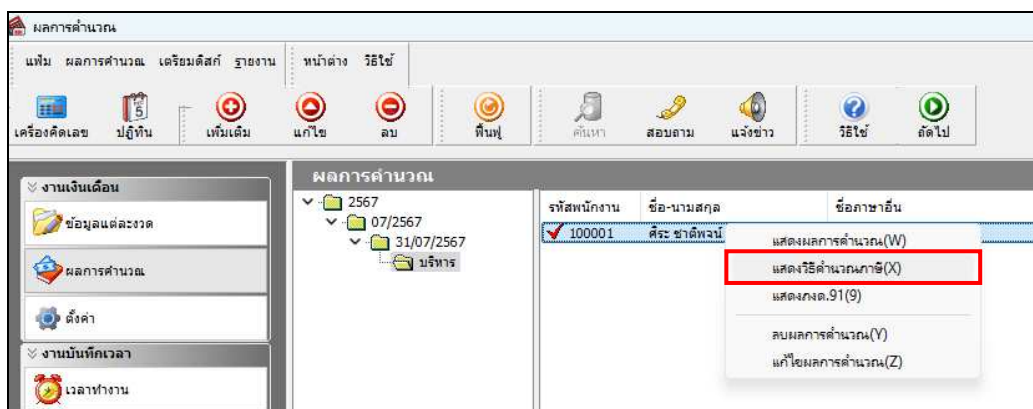 ผลการคำนวณ
แฟ้ม ผลการคำนวณ เตรียมดิสก์ รายงาน หน้าต่าง วิธีใช้
5
เครื่องคิดเลข ปฏิทิน เพิ่มเติม แก้ไข ลบ ฟื้นฟู ค้นหา สอบถาม แจ้งข่าว วิธีใช้ ถัดไป
งานเงินเดือน
ข้อมูลแต่ละงวด
ผลการคำนวณ
ตั้งค่า
งานบันทึกเวลา
เวลาทำงาน
ผลการคำนวณ
2567
07/2567
31/07/2567
บริหาร
รหัสพนักงาน ชื่อ-นามสกุล ชื่อภาษาอื่น
100001 ศิระ ชาติพจน์
แสดงผลการคำนวณ(W)
แสดงวิธีคำนวณภาษี(X)
แสดงภงด.91(9)
ลบผลการคำนวณ(Y)
แก้ไขผลการคำนวณ(Z)